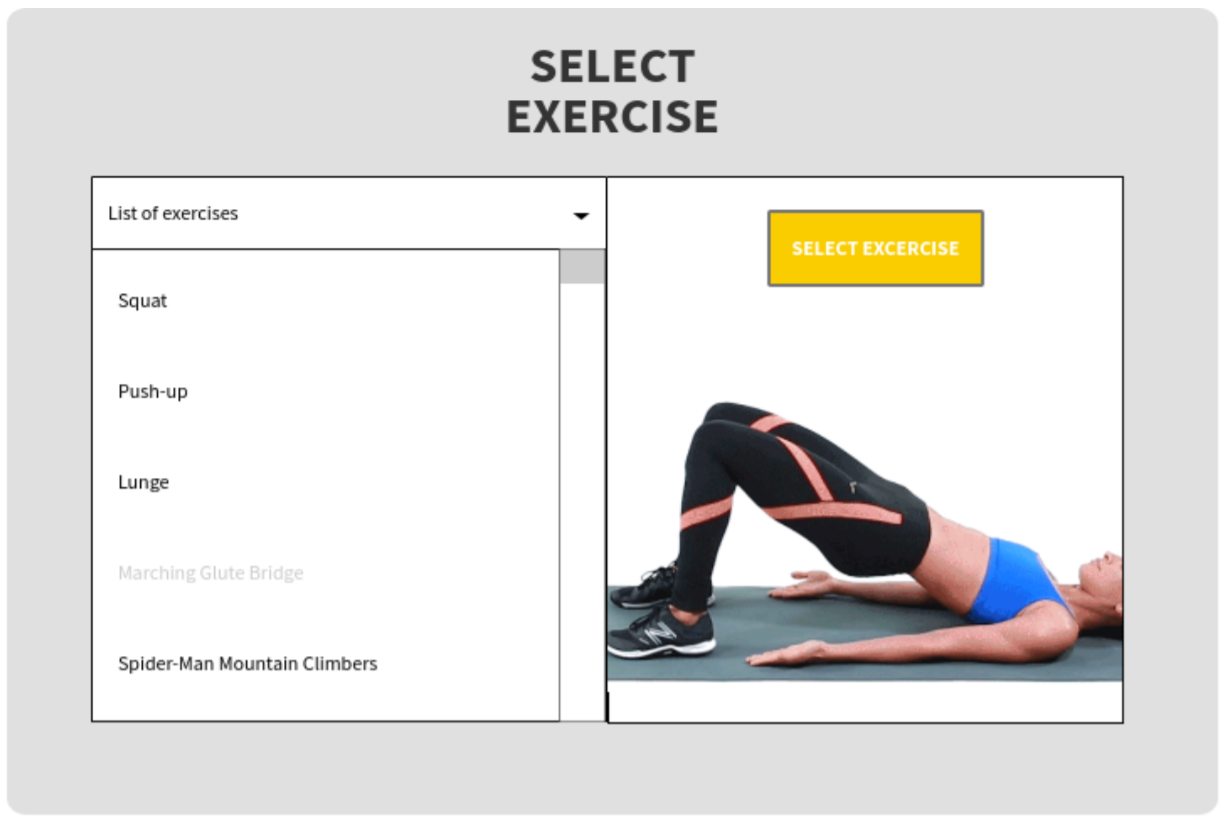 SELECT
EXERCISE
List of exercises
SELECT EXCERCISE
Squat
Push-up
Lunge
Marching Glute Bridge
Spider-Man Mountain Climbers